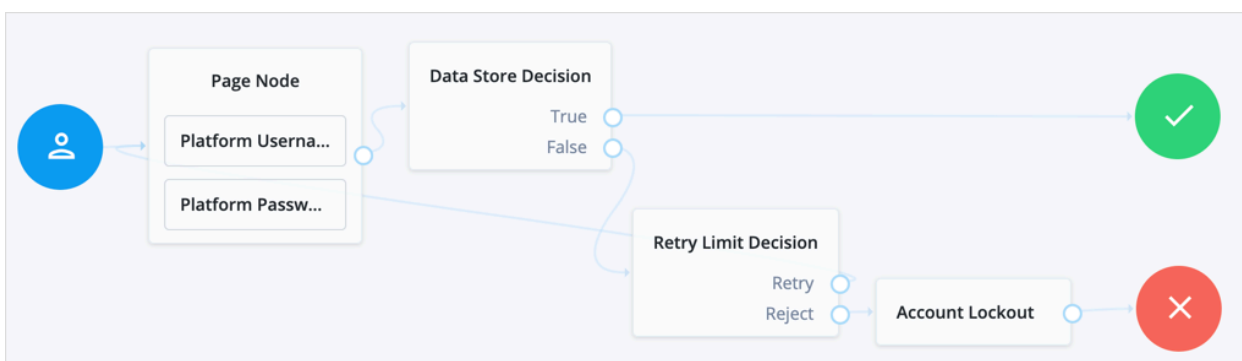 Page Node
Platform Userna...
Platform Passw...
Data Store Decision
True
False
Retry Limit Decision
Retry
Reject
Account Lockout